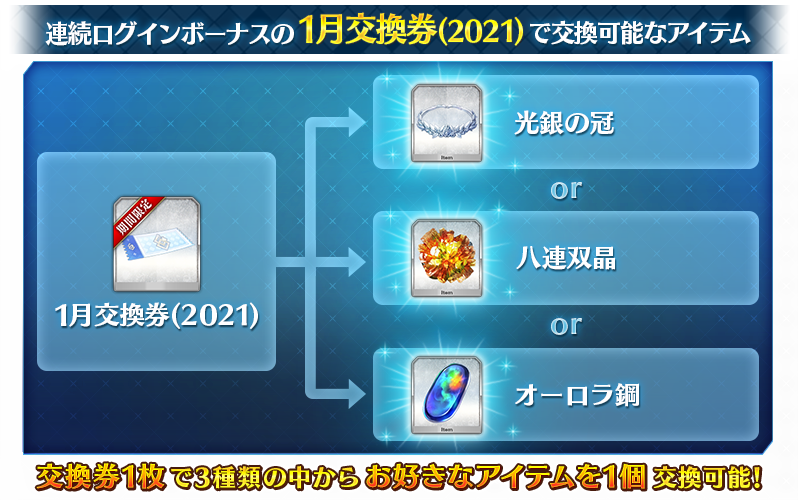 連続ログインボーナスの1月交換券(2021)で交換可能なアイテム
期間限定
1月交換券(2021)
Item
光銀の冠
or
Item
八連双晶
or
Item
オーロラ鋼
交換券1枚で3種類の中からお好きなアイテムを1個交換可能!